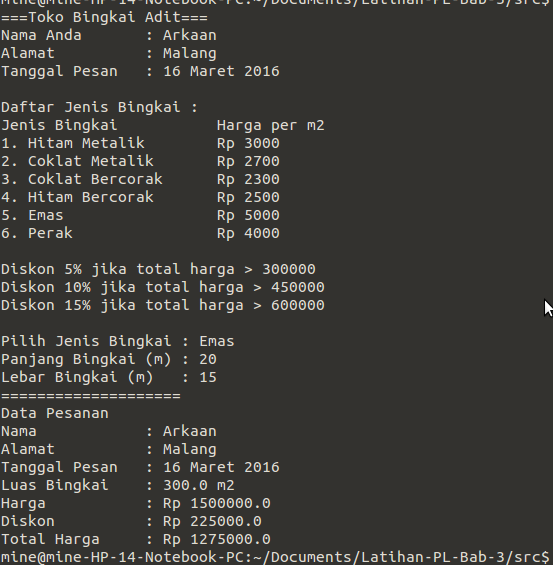 mine@mine-HP-14-Notebook-PC:~/Documents/Latihan-PL-Bab-3/src$
===Toko Bingkai Adit===
Nama Anda      : Arkaan
Alamat         : Malang
Tanggal Pesan  : 16 Maret 2016

Daftar Jenis Bingkai :
Jenis Bingkai           Harga per m2
1. Hitam Metalik        Rp 3000
2. Coklat Metalik       Rp 2700
3. Coklat Bercorak      Rp 2300
4. Hitam Bercorak       Rp 2500
5. Emas                 Rp 5000
6. Perak                Rp 4000

Diskon 5% jika total harga > 300000
Diskon 10% jika total harga > 450000
Diskon 15% jika total harga > 600000

Pilih Jenis Bingkai : Emas
Panjang Bingkai (m) : 20
Lebar Bingkai (m)   : 15
====================
Data Pesanan
Nama            : Arkaan
Alamat          : Malang
Tanggal Pesan   : 16 Maret 2016
Luas Bingkai    : 300.0 m2
Harga           : Rp 1500000.0
Diskon          : Rp 225000.0
Total Harga     : Rp 1275000.0
mine@mine-HP-14-Notebook-PC:~/Documents/Latihan-PL-Bab-3/src$